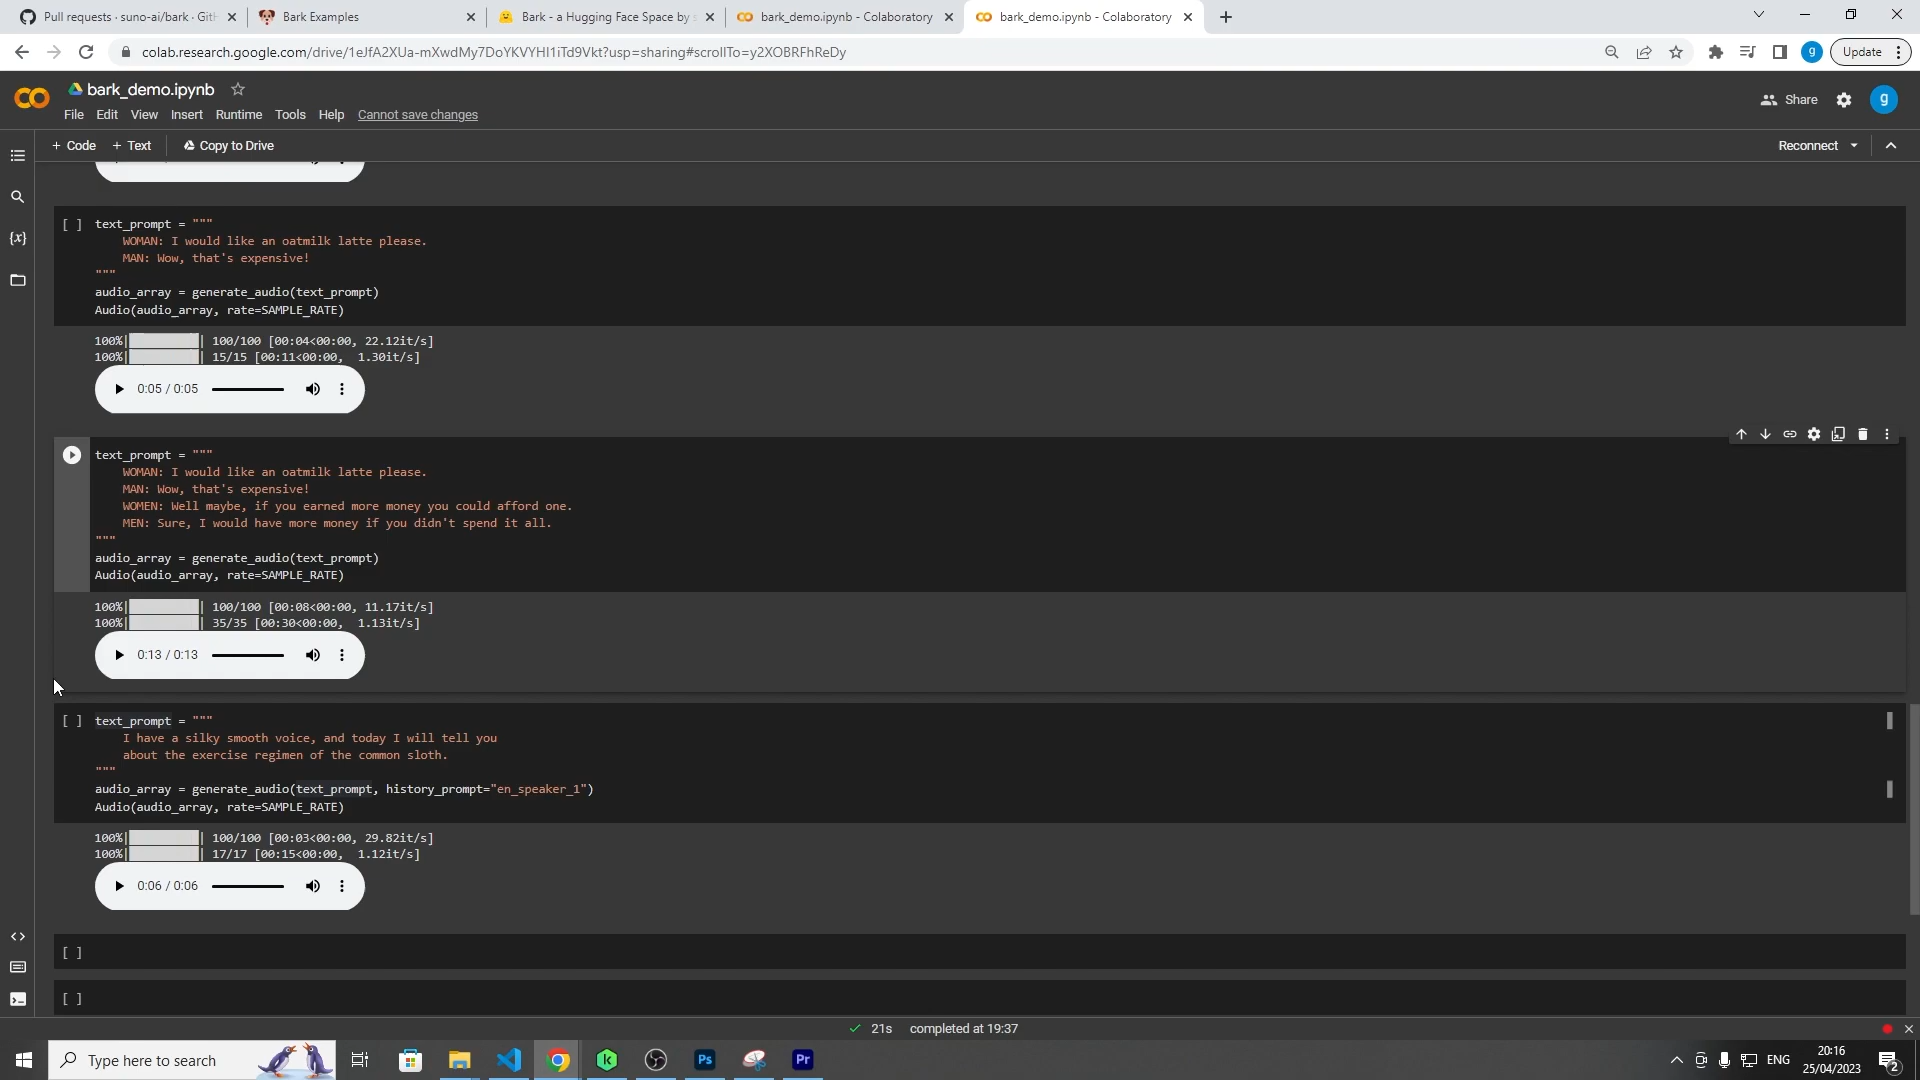 Pull requests · suno-ai/bark · Git
Bark Examples
Bark - a Hugging Face Space by s
bark_demo.ipynb - Colaboratory
bark_demo.ipynb - Colaboratory
colab.research.google.com/drive/1eJfA2XUa-mXwdMy7DoYKVYHI1iTd9Vkt?usp=sharing#scrollTo=y2XOBRFhReDy
g
Update
CO
bark_demo.ipynb
File Edit View Insert Runtime Tools Help Cannot save changes
Share
g
+ Code + Text Copy to Drive
Reconnect
{x}
[ ] text_prompt = """
WOMAN: I would like an oatmilk latte please.
MAN: Wow, that's expensive!
"""
audio_array = generate_audio(text_prompt)
Audio(audio_array, rate=SAMPLE_RATE)
100%|██████████| 100/100 [00:04<00:00, 22.12it/s]
100%|██████████| 15/15 [00:11<00:00, 1.30it/s]
0:05 / 0:05
text_prompt = """
WOMAN: I would like an oatmilk latte please.
MAN: Wow, that's expensive!
WOMEN: Well maybe, if you earned more money you could afford one.
MEN: Sure, I would have more money if you didn't spend it all.
"""
audio_array = generate_audio(text_prompt)
Audio(audio_array, rate=SAMPLE_RATE)
100%|██████████| 100/100 [00:08<00:00, 11.17it/s]
100%|██████████| 35/35 [00:30<00:00, 1.13it/s]
0:13 / 0:13
[ ] text_prompt = """
I have a silky smooth voice, and today I will tell you
about the exercise regimen of the common sloth.
"""
audio_array = generate_audio(text_prompt, history_prompt="en_speaker_1")
Audio(audio_array, rate=SAMPLE_RATE)
100%|██████████| 100/100 [00:03<00:00, 29.82it/s]
100%|██████████| 17/17 [00:15<00:00, 1.12it/s]
0:06 / 0:06
[ ]
[ ]
21s completed at 19:37
Type here to search
k
Ps
Pr
ENG
20:16
25/04/2023
2